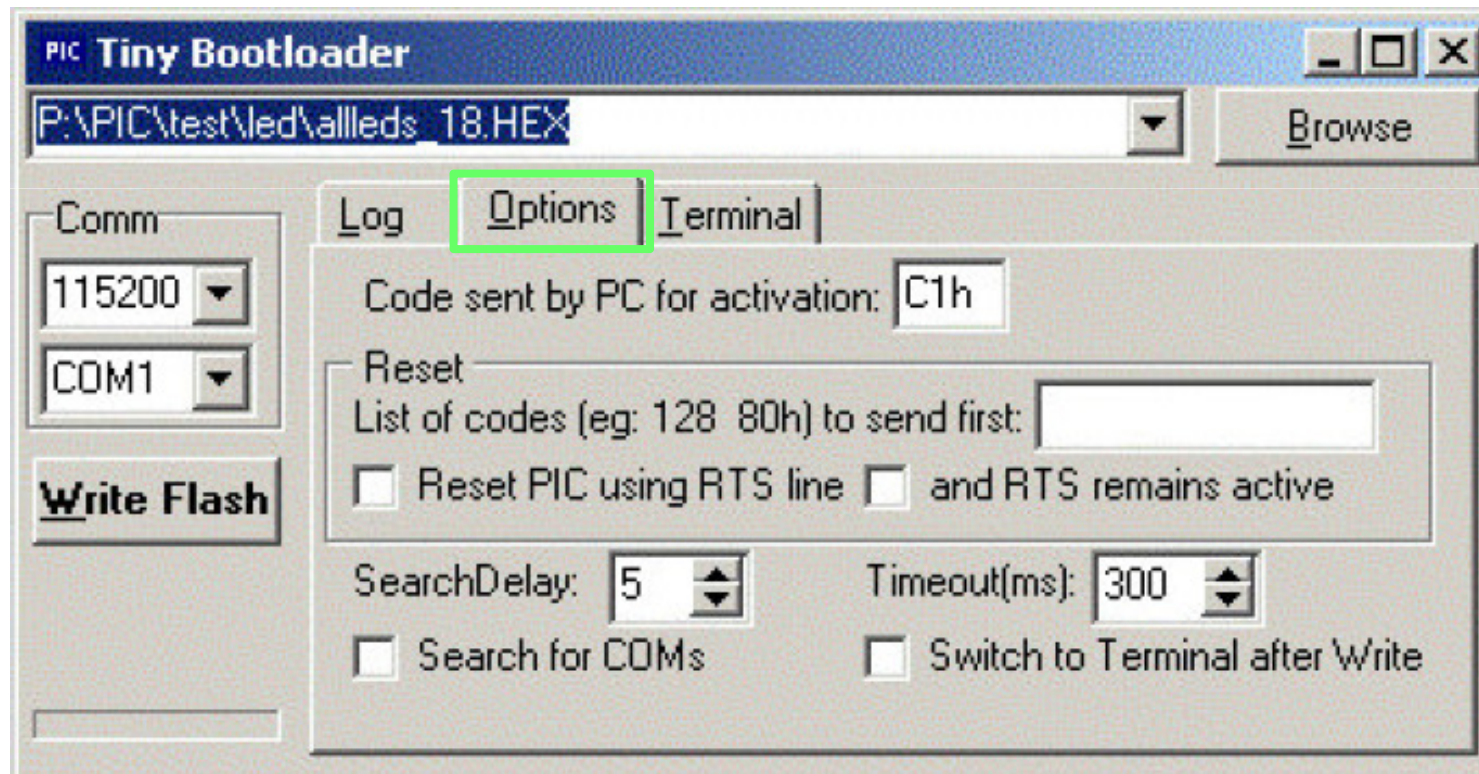 PIC Tiny Bootloader
P:\PIC\test\led\allleds_18.HEX
Browse
Comm
115200
COM1
Write Flash
Log Options Terminal
Code sent by PC for activation: C1h
Reset
List of codes (eg: 128 80h) to send first:
Reset PIC using RTS line and RTS remains active
SearchDelay: 5 Timeout(ms): 300
Search for COMs Switch to Terminal after Write